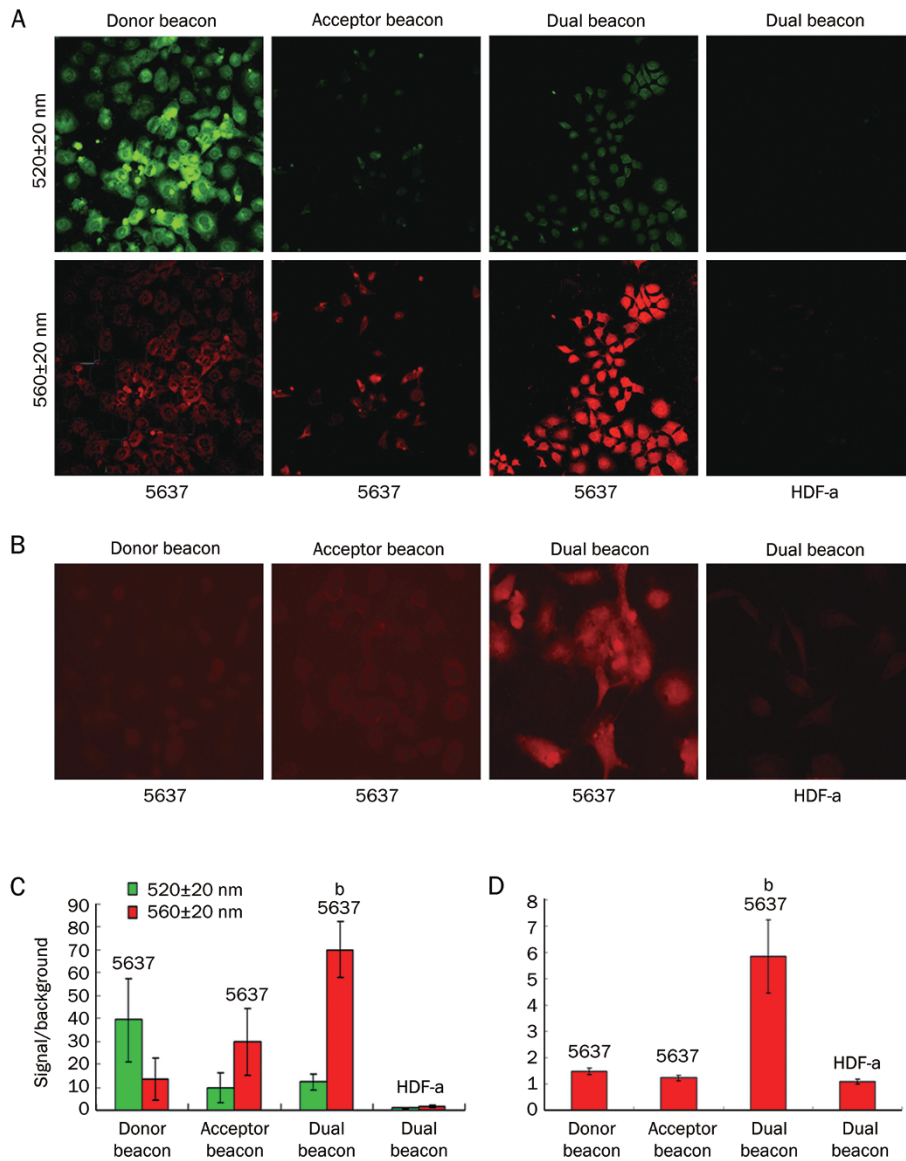 A
Donor beacon Acceptor beacon Dual beacon Dual beacon
520±20 nm
560±20 nm
5637 5637 5637 HDF-a
B
Donor beacon Acceptor beacon Dual beacon Dual beacon
5637 5637 5637 HDF-a
C
520±20 nm
560±20 nm
Signal/background
90
80
70
60
50
40
30
20
10
0
5637
5637
b
5637
HDF-a
Donor beacon
Acceptor beacon
Dual beacon
Dual beacon
D
8
7
6
5
4
3
2
1
0
5637
5637
b
5637
HDF-a
Donor beacon
Acceptor beacon
Dual beacon
Dual beacon